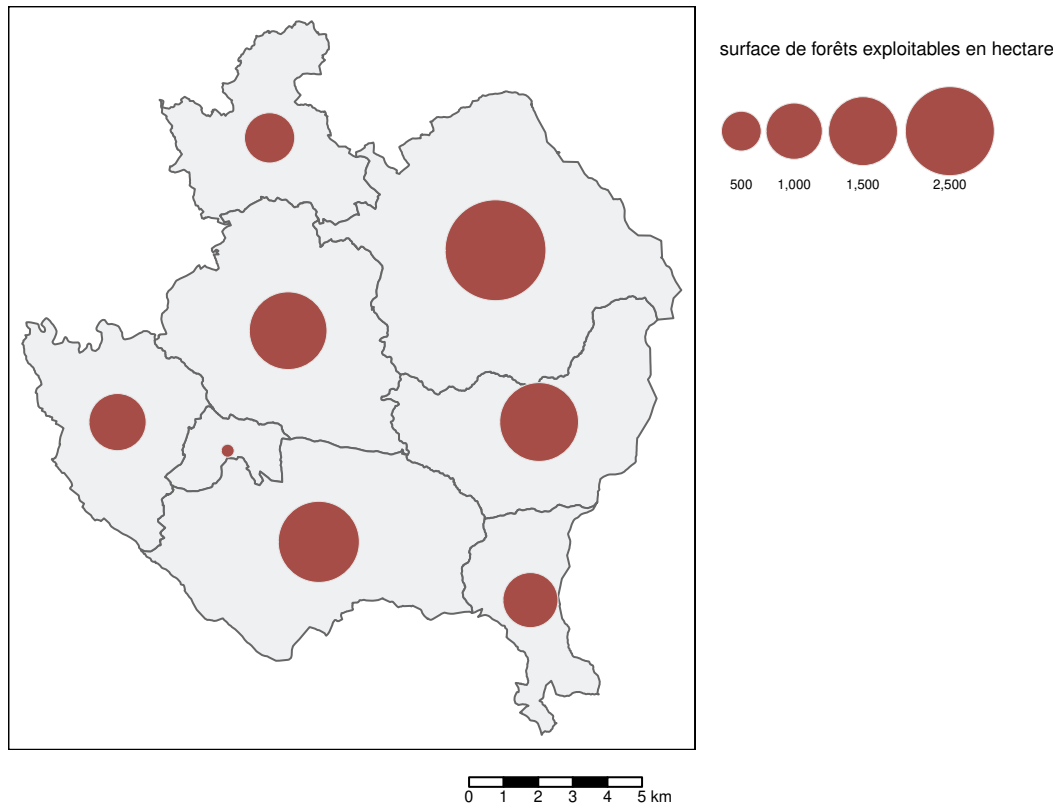 surface de forêts exploitables en hectare
500 1,000 1,500 2,500
0 1 2 3 4 5 km